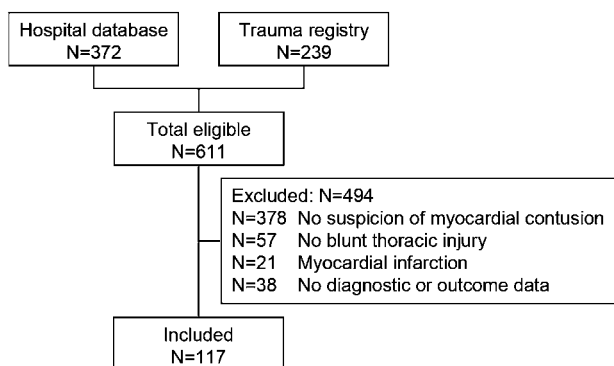 Hospital database
N=372
Trauma registry
N=239
Total eligible
N=611
Excluded: N=494
N=378 No suspicion of myocardial contusion
N=57 No blunt thoracic injury
N=21 Myocardial infarction
N=38 No diagnostic or outcome data
Included
N=117